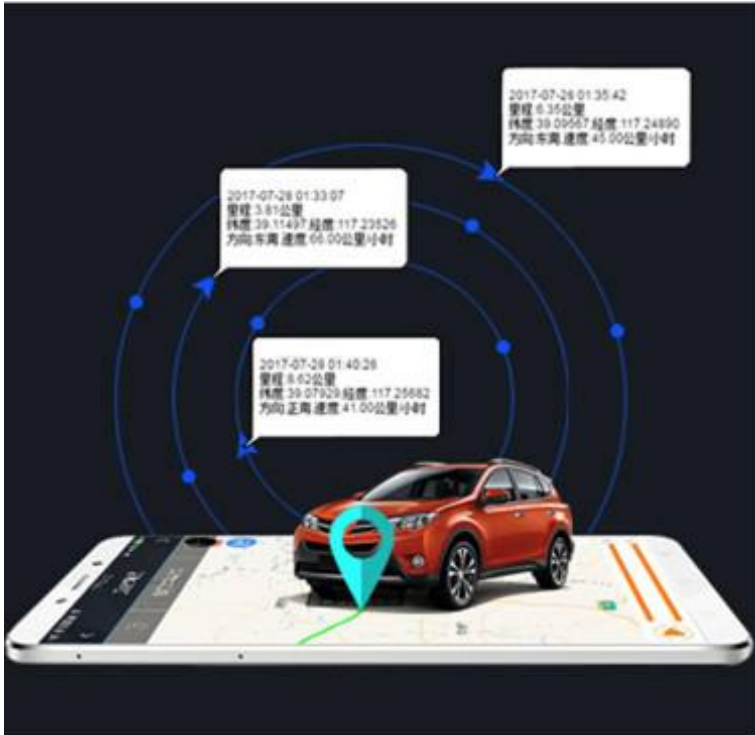 2017-07-28 01:35:42
里程:6.35公里
纬度:39.09567,经度:117.24890
方向:东南,速度:45.00公里/小时
2017-07-28 01:33:07
里程:3.81公里
纬度:39.11497,经度:117.23526
方向:东南,速度:66.00公里/小时
2017-07-28 01:40:28
里程:8.62公里
纬度:39.07929,经度:117.25682
方向:正南,速度:41.00公里/小时